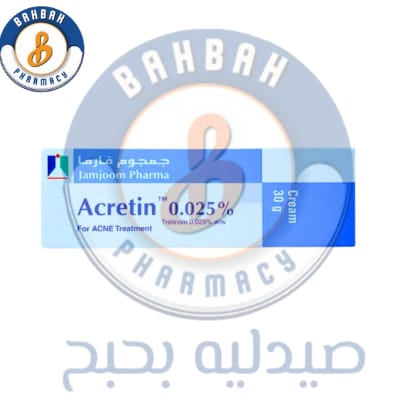 BAHBAH
PHARMACY
BAHBAH
جمجوم فارما
Jamjoom Pharma
Acretin™ 0.025%
Tretinoin 0.025% w/w
For ACNE Treatment
Cream
30 g
PHARMACY
صيدليه بحبح